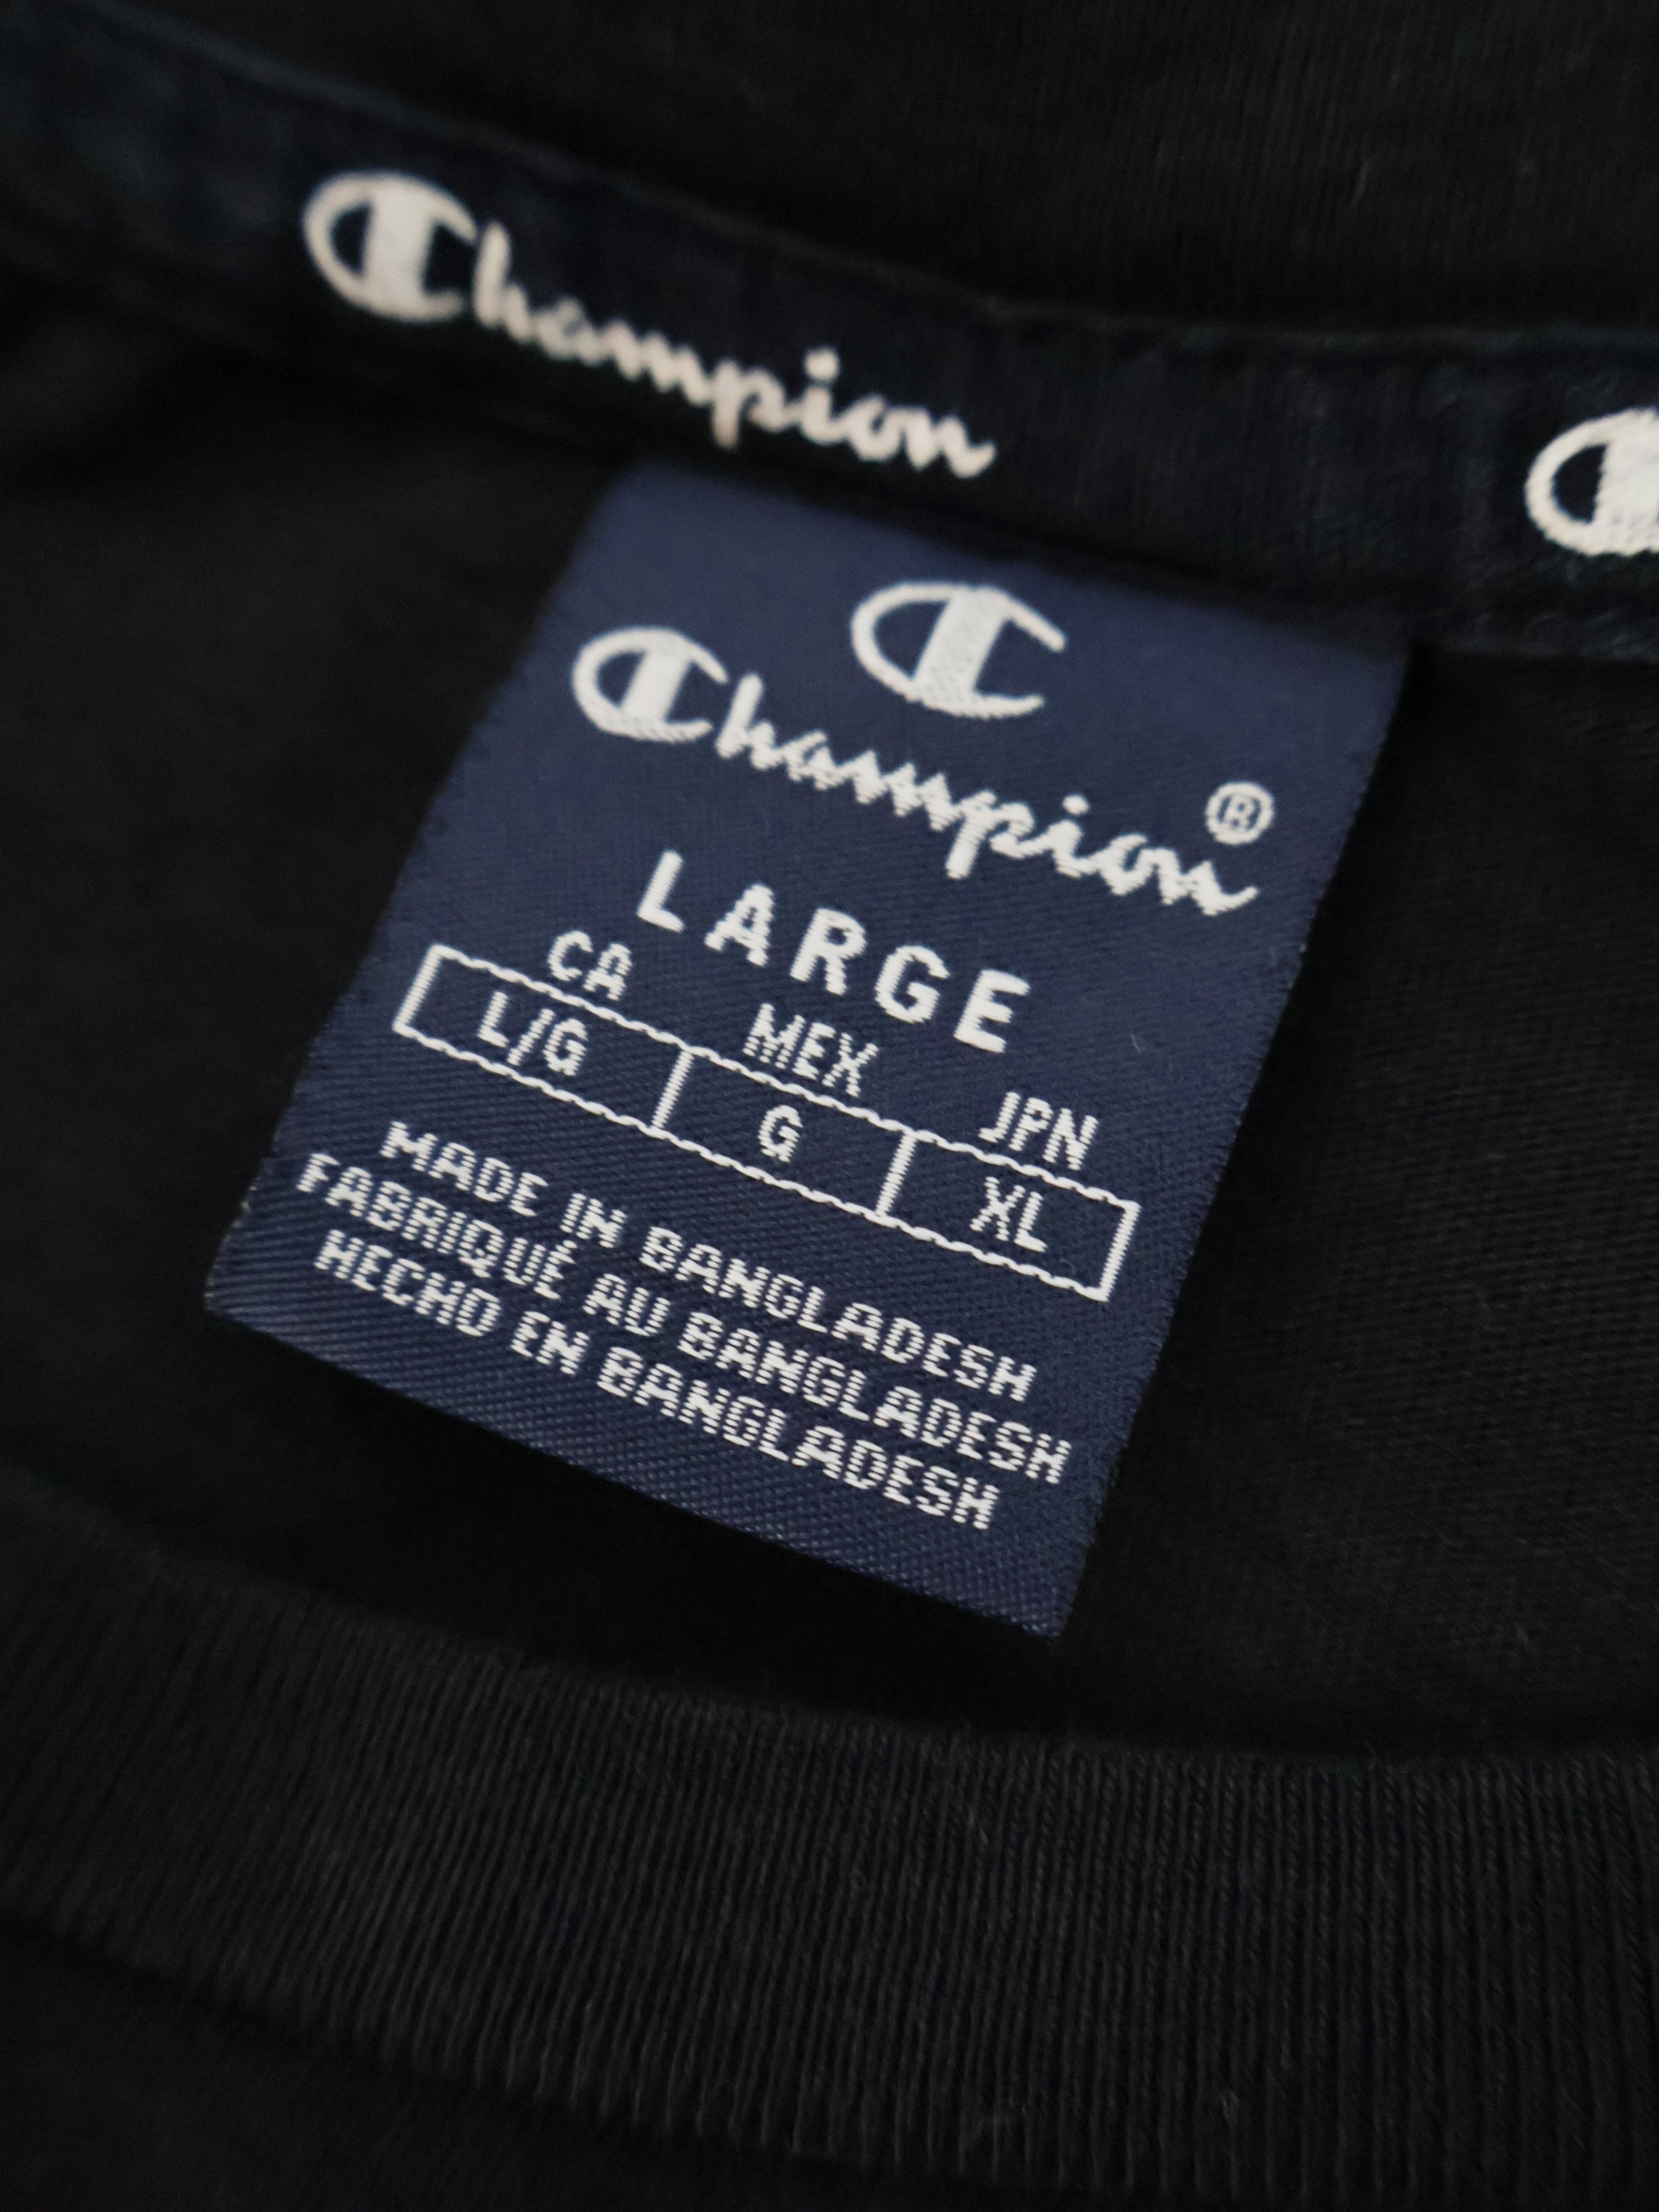 Champion
C
Champion®
LARGE
CA MEX JPN
L/G G XL
MADE IN BANGLADESH
FABRIQUÉ AU BANGLADESH
HECHO EN BANGLADESH